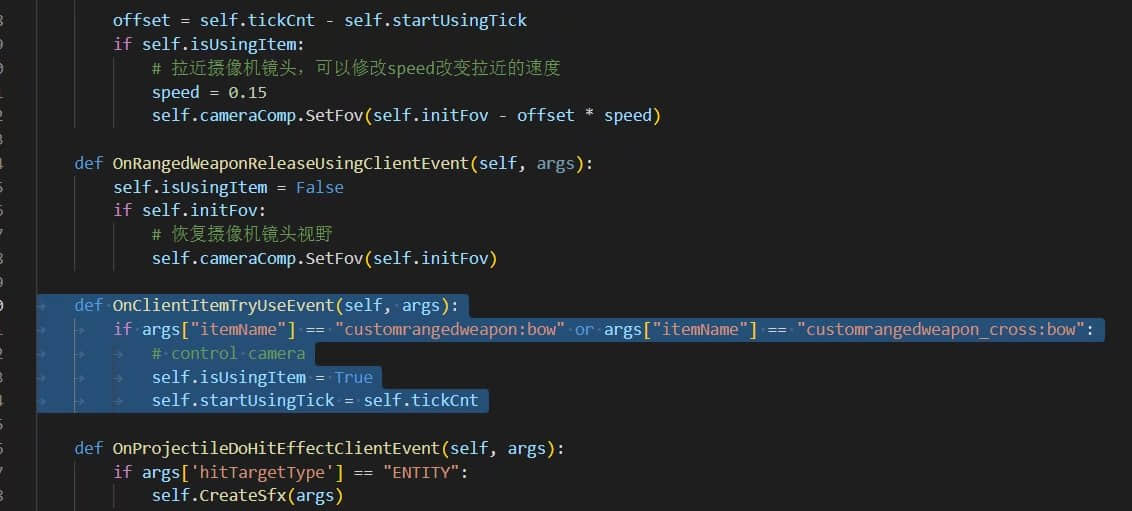 offset = self.tickCnt - self.startUsingTick
if self.isUsingItem:
# 拉近摄像机镜头，可以修改speed改变拉近的速度
speed = 0.15
self.cameraComp.SetFov(self.initFov - offset * speed)
def OnRangedWeaponReleaseUsingClientEvent(self, args):
self.isUsingItem = False
if self.initFov:
# 恢复摄像机镜头视野
self.cameraComp.SetFov(self.initFov)
def OnClientItemTryUseEvent(self, args):
if args["itemName"] == "customrangedweapon:bow" or args["itemName"] == "customrangedweapon_cross:bow":
# control camera
self.isUsingItem = True
self.startUsingTick = self.tickCnt
def OnProjectileDoHitEffectClientEvent(self, args):
if args['hitTargetType'] == "ENTITY":
self.CreateSfx(args)